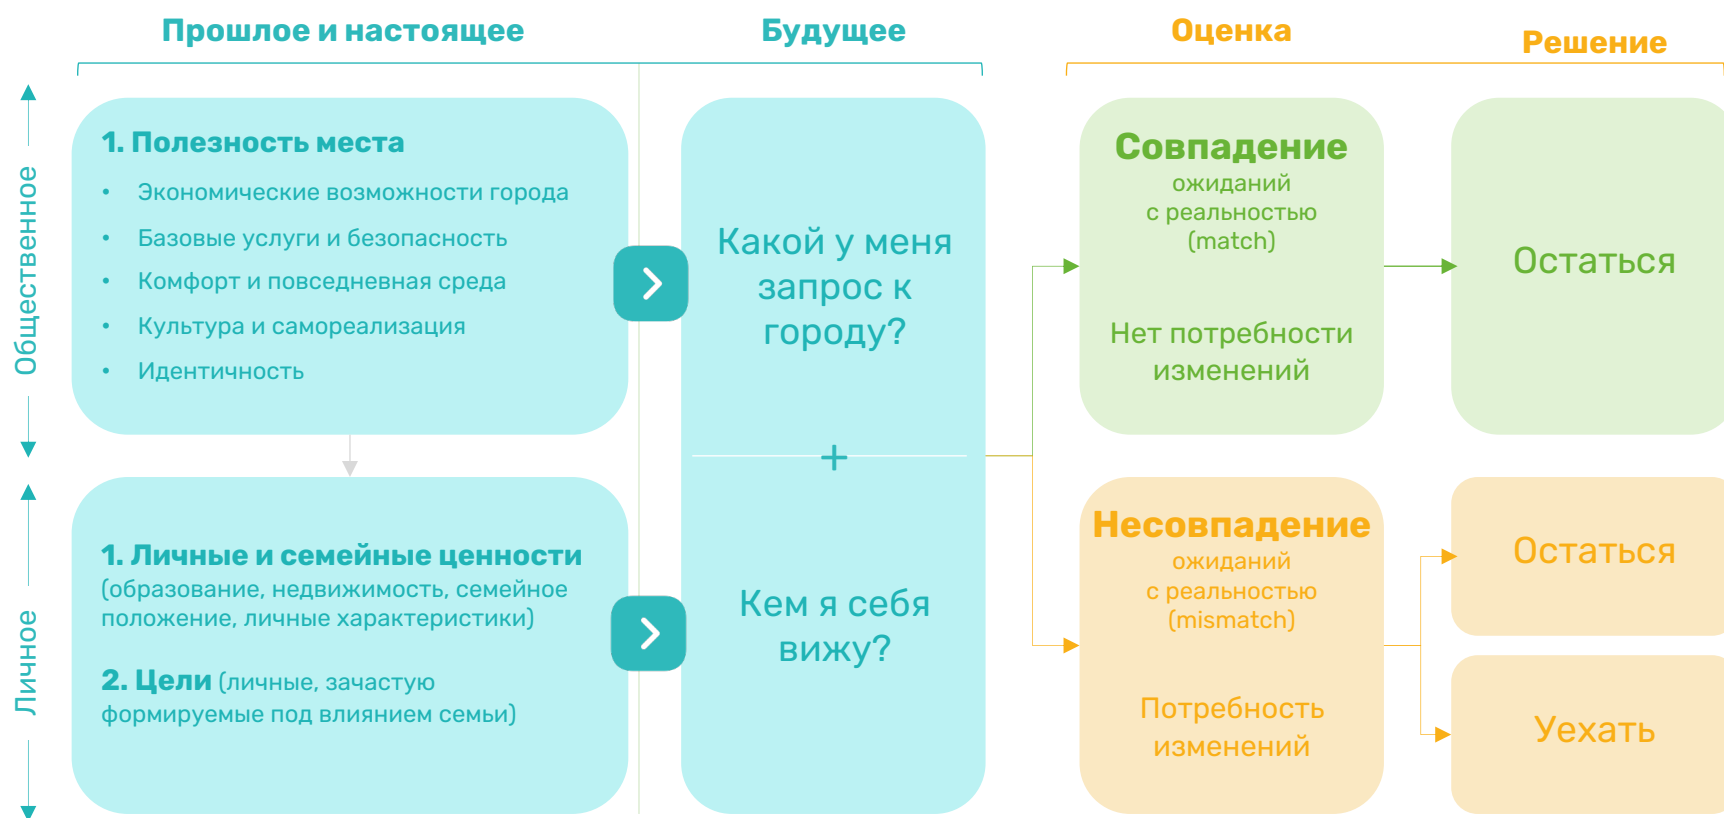 Прошлое и настоящее
Будущее
Оценка
Решение
Общественное
1. Полезность места
• Экономические возможности города
• Базовые услуги и безопасность
• Комфорт и повседневная среда
• Культура и самореализация
• Идентичность
Какой у меня
запрос к
городу?
Совпадение
ожиданий
с реальностью
(match)
Нет потребности
изменений
Остаться
+
Личное
1. Личные и семейные ценности
(образование, недвижимость, семейное
положение, личные характеристики)
2. Цели (личные, зачастую
формируемые под влиянием семьи)
Кем я себя
вижу?
Несовпадение
ожиданий
с реальностью
(mismatch)
Потребность
изменений
Остаться
Уехать